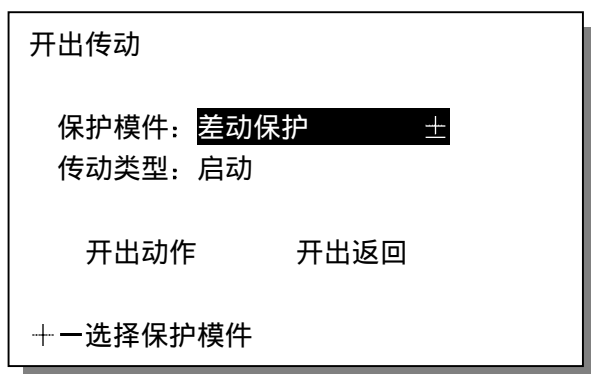 开出传动
保护模件：差动保护 ±
传动类型：启动
开出动作 开出返回
＋－选择保护模件